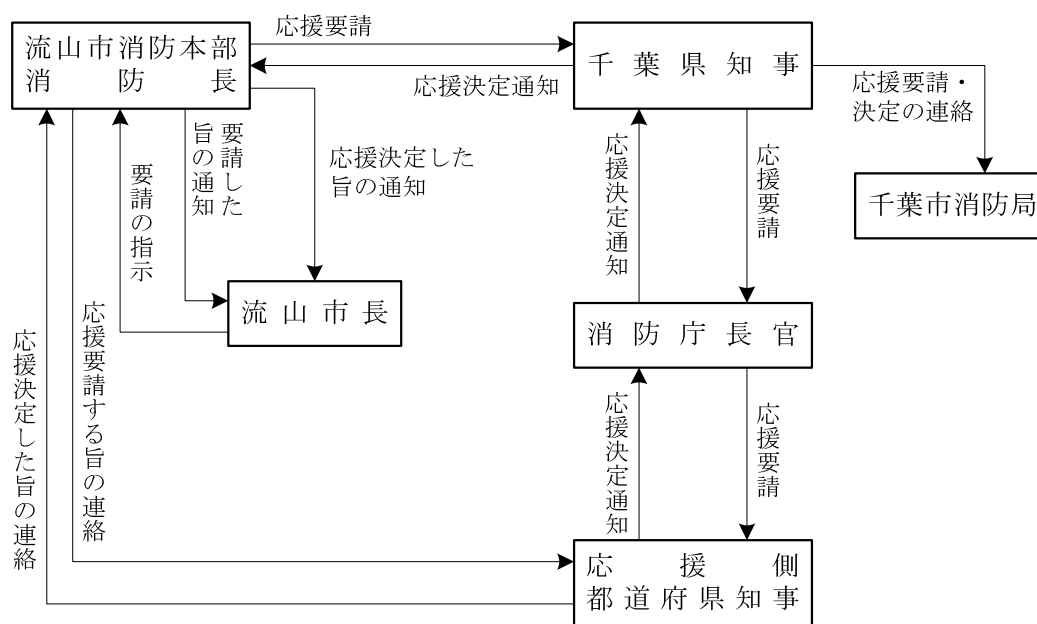 流山市消防本部
消防長
応援要請
応援決定通知
千葉県知事
応援要請・
決定の連絡
千葉市消防局
要請した
旨の通知
要請の指示
応援決定した
旨の通知
流山市長
応援決定通知
応援要請
消防庁長官
応援決定した旨の連絡
応援要請する旨の連絡
応援決定通知
応援要請
応援側
都道府県知事